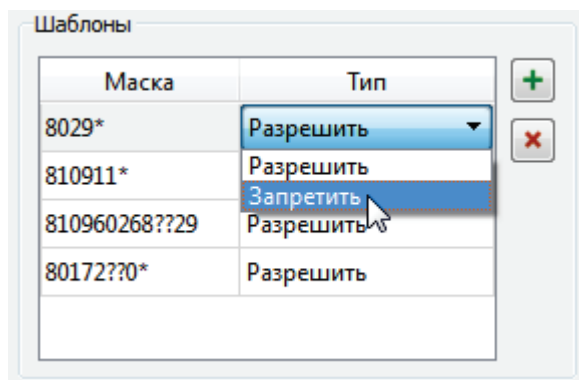 Шаблоны
Маска Тип
8029* Разрешить
810911* Разрешить
Запретить
810960268??29 Разрешить
80172??0* Разрешить